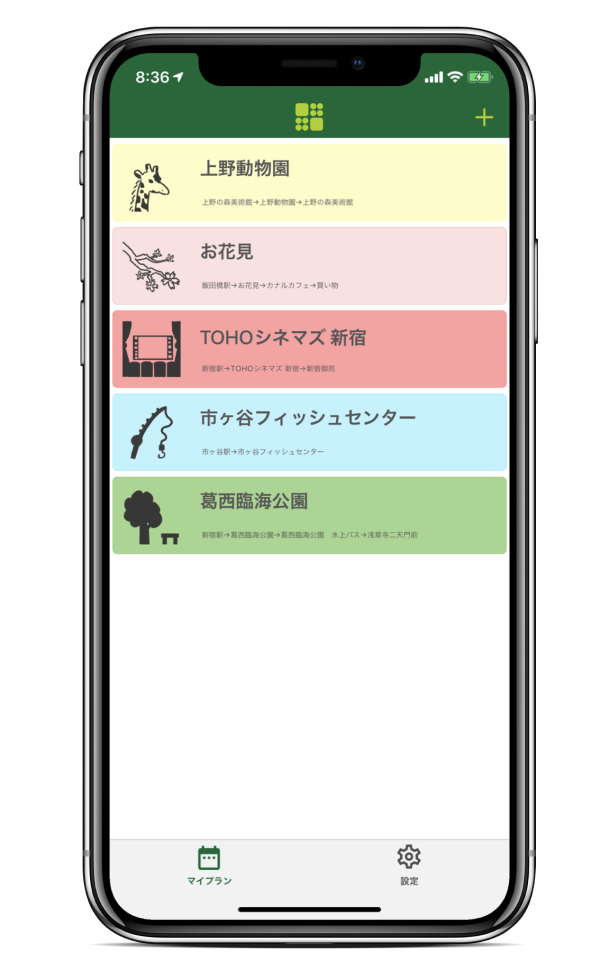 8:36
上野動物園
上野の森美術館→上野動物園→上野の森美術館
お花見
飯田橋駅→お花見→カナルカフェ→買い物
TOHOシネマズ 新宿
新宿駅→TOHOシネマズ 新宿→新宿御苑
市ヶ谷フィッシュセンター
市ヶ谷駅→市ヶ谷フィッシュセンター
葛西臨海公園
新宿駅→葛西臨海公園→葛西臨海公園　水上バス→浅草寺二天門前
マイプラン
設定